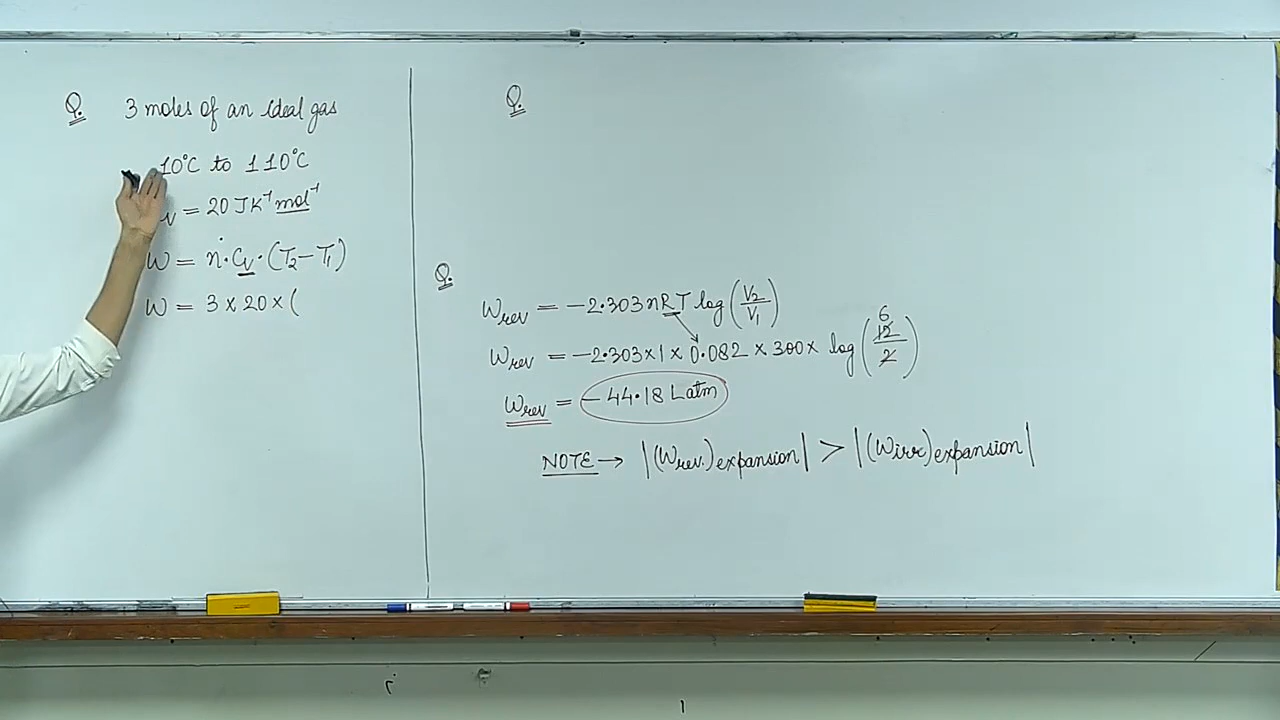 Q. 3 moles of an ideal gas
10°C to 110°C
v = 20 JK⁻¹ mol⁻¹
W = n·Cv·(T₂−T₁)
W = 3 × 20 × (
Q.
Q.
Wrev = −2.303nRT log(V₂/V₁)
Wrev = −2.303×1×0.082×300× log(12/2) 6
Wrev = −44.18 Latm
NOTE → |(Wrev.)expansion| > |(Wirr)expansion|